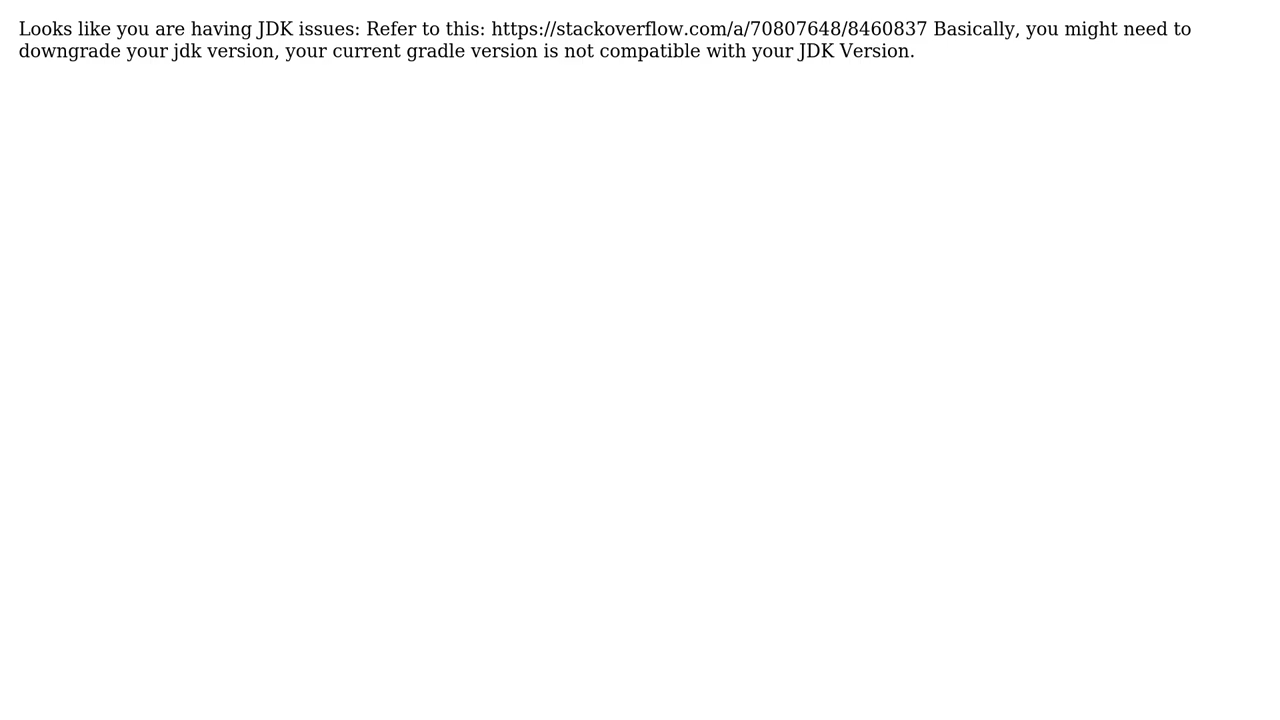 Looks like you are having JDK issues: Refer to this: https://stackoverflow.com/a/70807648/8460837 Basically, you might need to
downgrade your jdk version, your current gradle version is not compatible with your JDK Version.